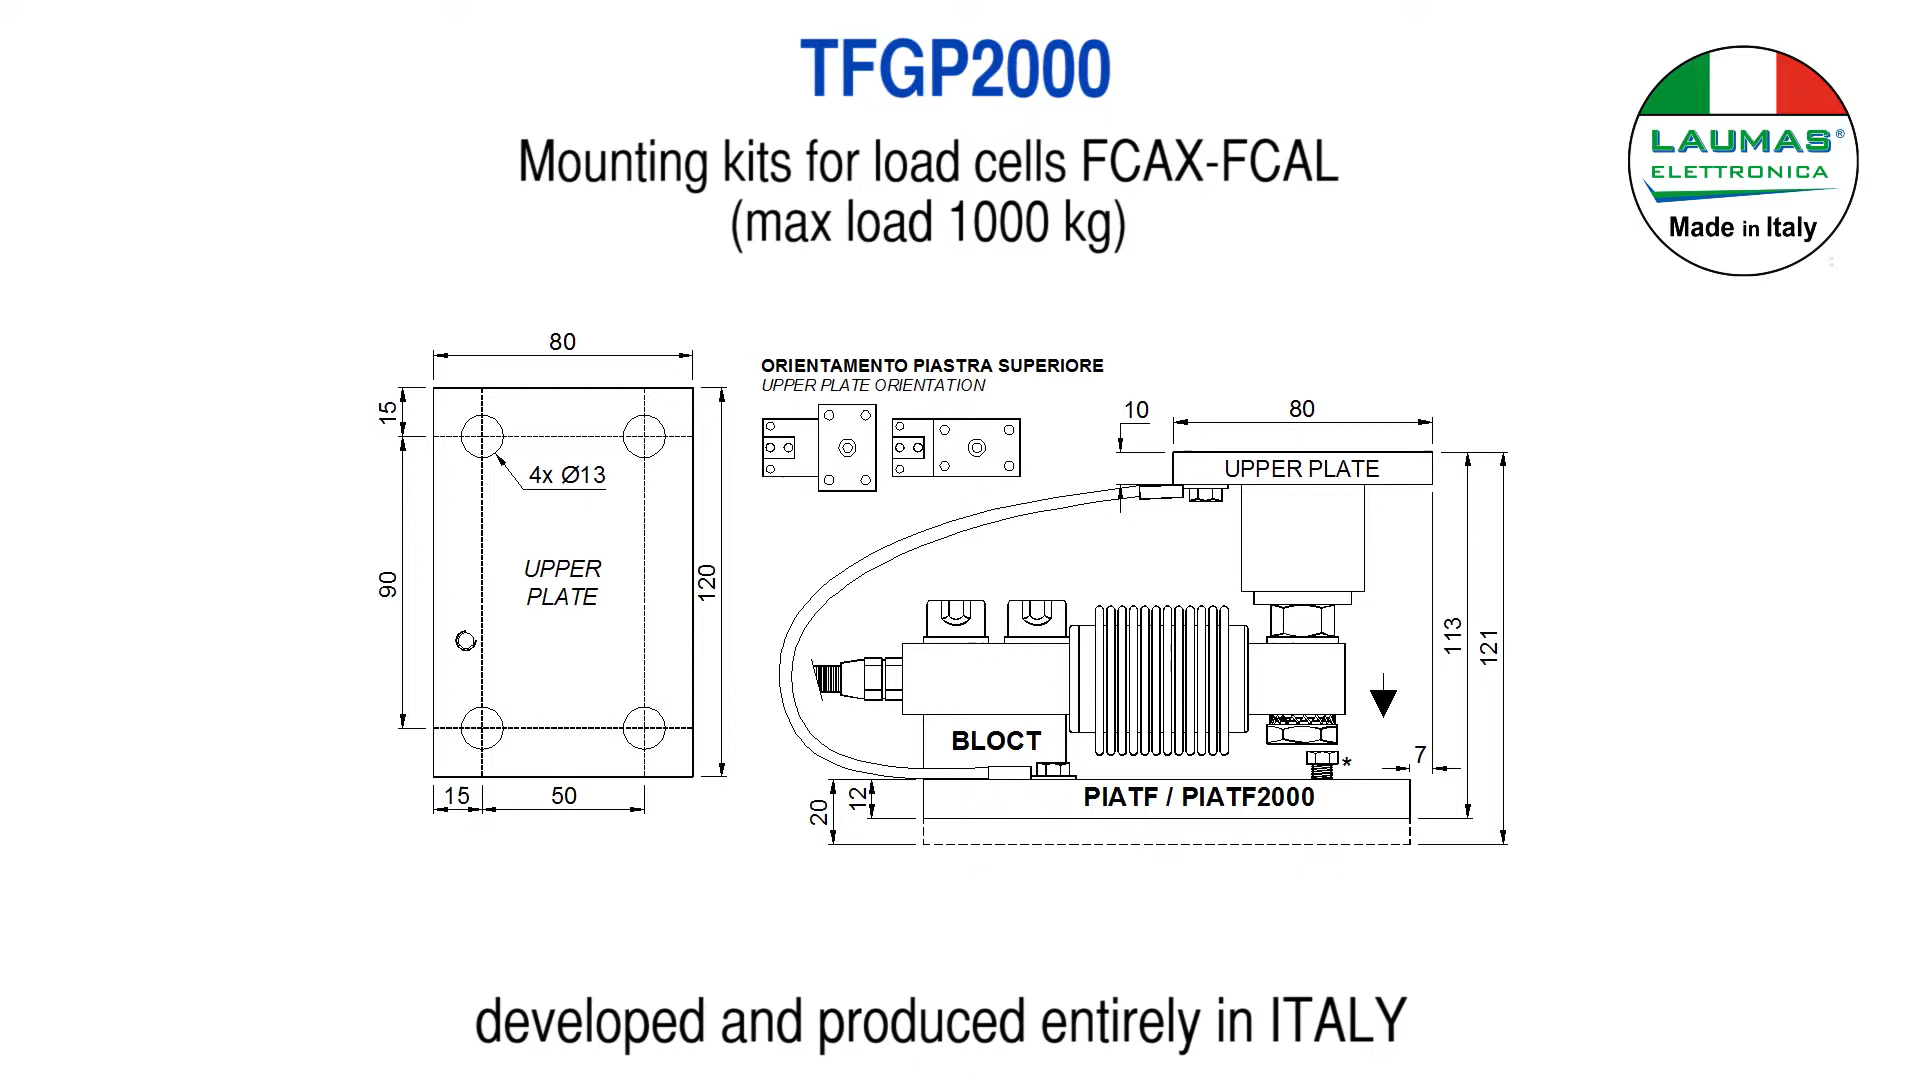 TFGP2000
Mounting kits for load cells FCAX-FCAL
(max load 1000 kg)
LAUMAS®
ELETTRONICA
Made in Italy
80
15
4x Ø13
90
UPPER
PLATE
120
15
50
ORIENTAMENTO PIASTRA SUPERIORE
UPPER PLATE ORIENTATION
10
80
UPPER PLATE
113
121
BLOCT
*
7
20
12
PIATF / PIATF2000
developed and produced entirely in ITALY